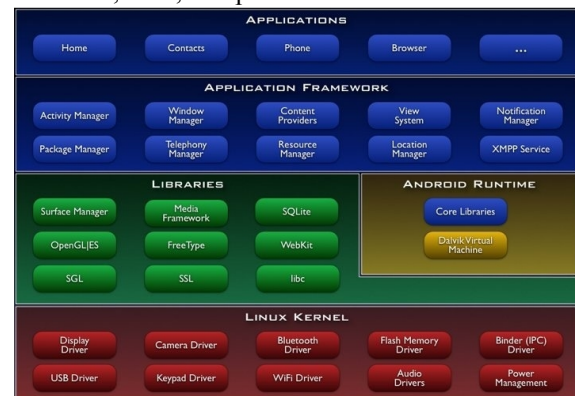 APPLICATIONS
Home Contacts Phone Browser ...
APPLICATION FRAMEWORK
Activity Manager Window Manager Content Providers View System Notification Manager
Package Manager Telephony Manager Resource Manager Location Manager XMPP Service
LIBRARIES
Surface Manager Media Framework SQLite
OpenGL|ES FreeType WebKit
SGL SSL libc
ANDROID RUNTIME
Core Libraries
Dalvik Virtual Machine
LINUX KERNEL
Display Driver Camera Driver Bluetooth Driver Flash Memory Driver Binder (IPC) Driver
USB Driver Keypad Driver WiFi Driver Audio Drivers Power Management